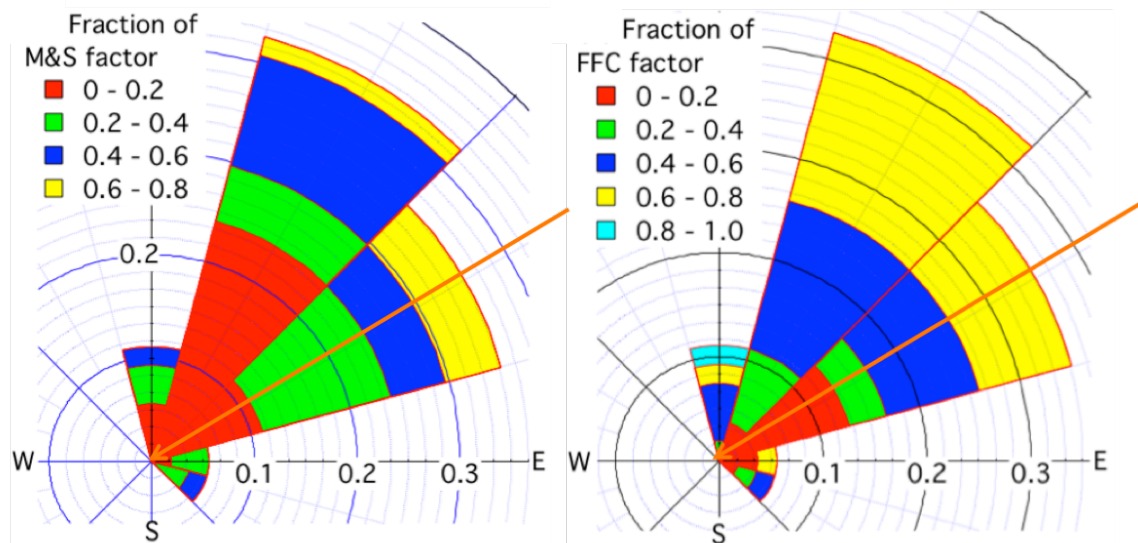 Fraction of
M&S factor
0 - 0.2
0.2 - 0.4
0.4 - 0.6
0.6 - 0.8
0.2
W
0.1
0.2
0.3
E
S
Fraction of
FFC factor
0 - 0.2
0.2 - 0.4
0.4 - 0.6
0.6 - 0.8
0.8 - 1.0
W
0.1
0.2
0.3
E
S